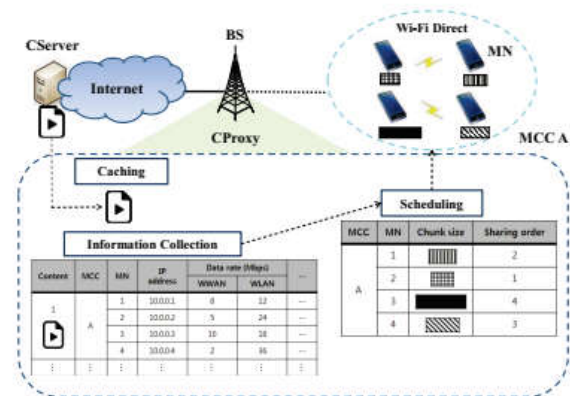 BS
Wi-Fi Direct
CServer
MN
Internet
CProxy
MCC A
Caching
Scheduling
Information Collection
MCC MN Chunk size Sharing order
A
1 2
2 1
3 4
4 3
Content MCC MN IP address Data rate (Mbps) ...
WWAN WLAN
1 A
1 10.0.0.1 8 12 ...
2 10.0.0.2 5 24 ...
3 10.0.0.3 10 18 ...
4 10.0.0.4 2 36 ...